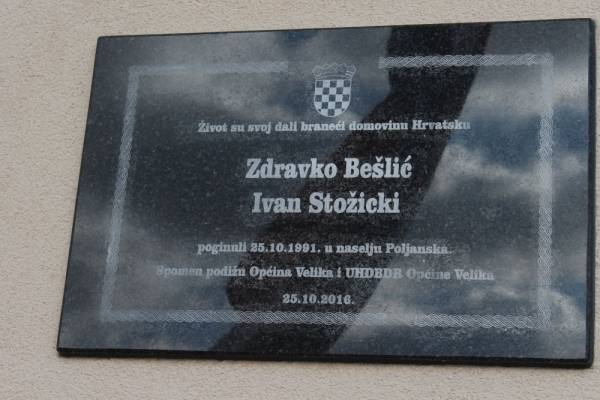 Život su svoj dali braneći domovinu Hrvatsku
Zdravko Bešlić
Ivan Stožicki
poginuli 25.10.1991. u naselju Poljanska.
Spomen podižu Općina Velika i UHDBDR Općine Velika
25.10.2016.